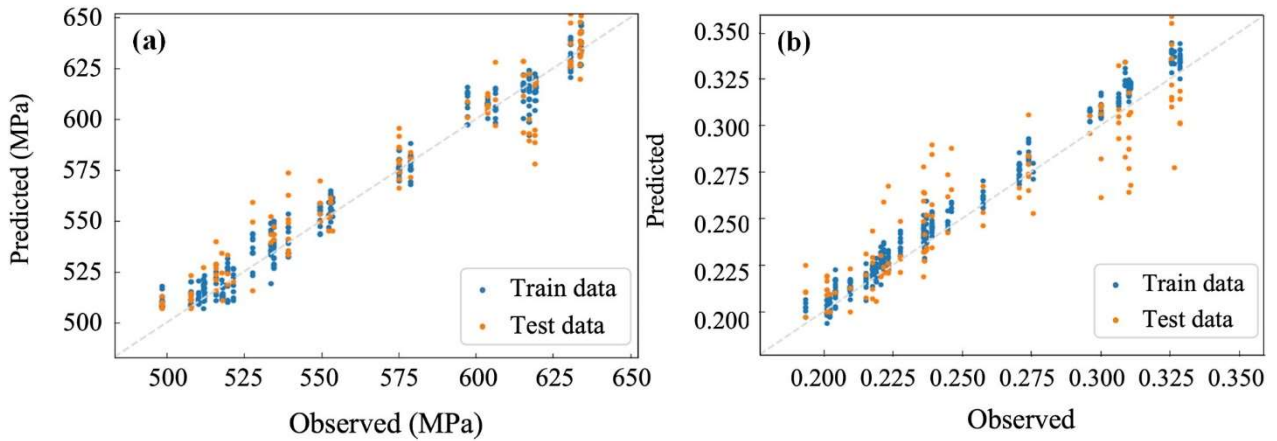 (a)
650
625
600
575
550
525
500
Predicted (MPa)
Train data
Test data
500 525 550 575 600 625 650
Observed (MPa)
(b)
0.350
0.325
0.300
0.275
0.250
0.225
0.200
Predicted
Train data
Test data
0.200 0.225 0.250 0.275 0.300 0.325 0.350
Observed